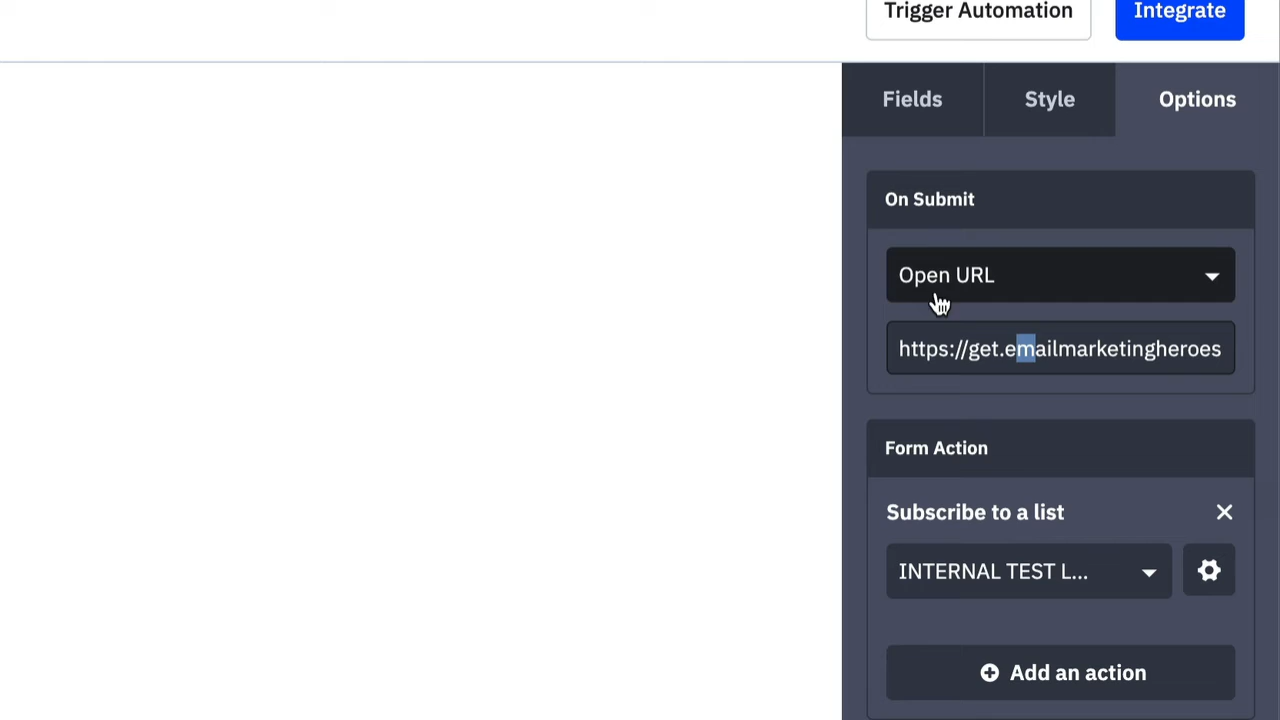 Trigger Automation
Integrate
Fields
Style
Options
On Submit
Open URL
https://get.emailmarketingheroes
Form Action
Subscribe to a list
INTERNAL TEST L...
Add an action